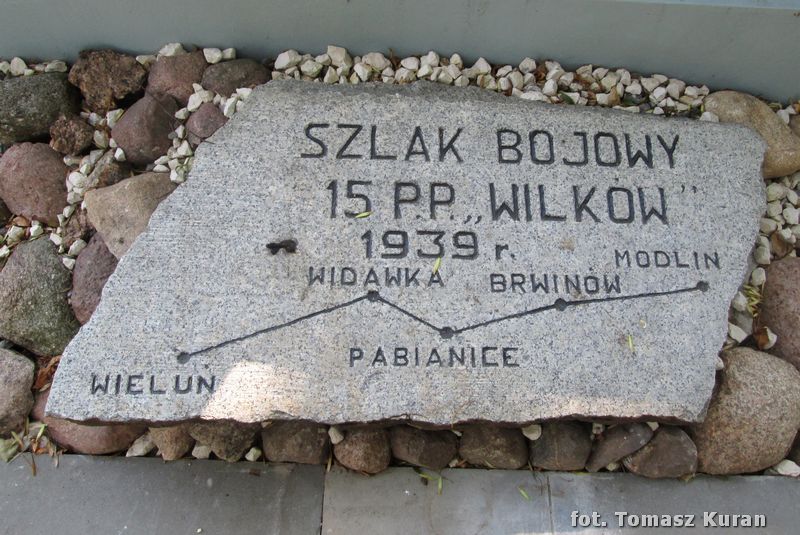 SZLAK BOJOWY
15 P.P. „WILKÓW"
1939 r.
MODLIN
WIDAWKA BRWINÓW
PABIANICE
WIELUŃ
fot. Tomasz Kuran